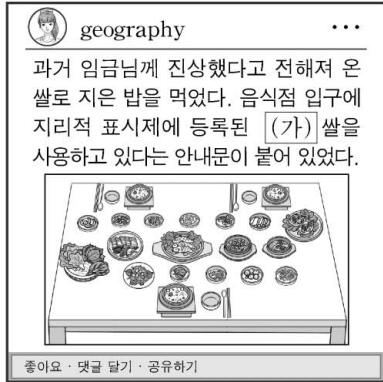 geography
...
과거 임금님께 진상했다고 전해져 온
쌀로 지은 밥을 먹었다. 음식점 입구에
지리적 표시제에 등록된 (가) 쌀을
사용하고 있다는 안내문이 붙어 있었다.
좋아요 · 댓글 달기 · 공유하기